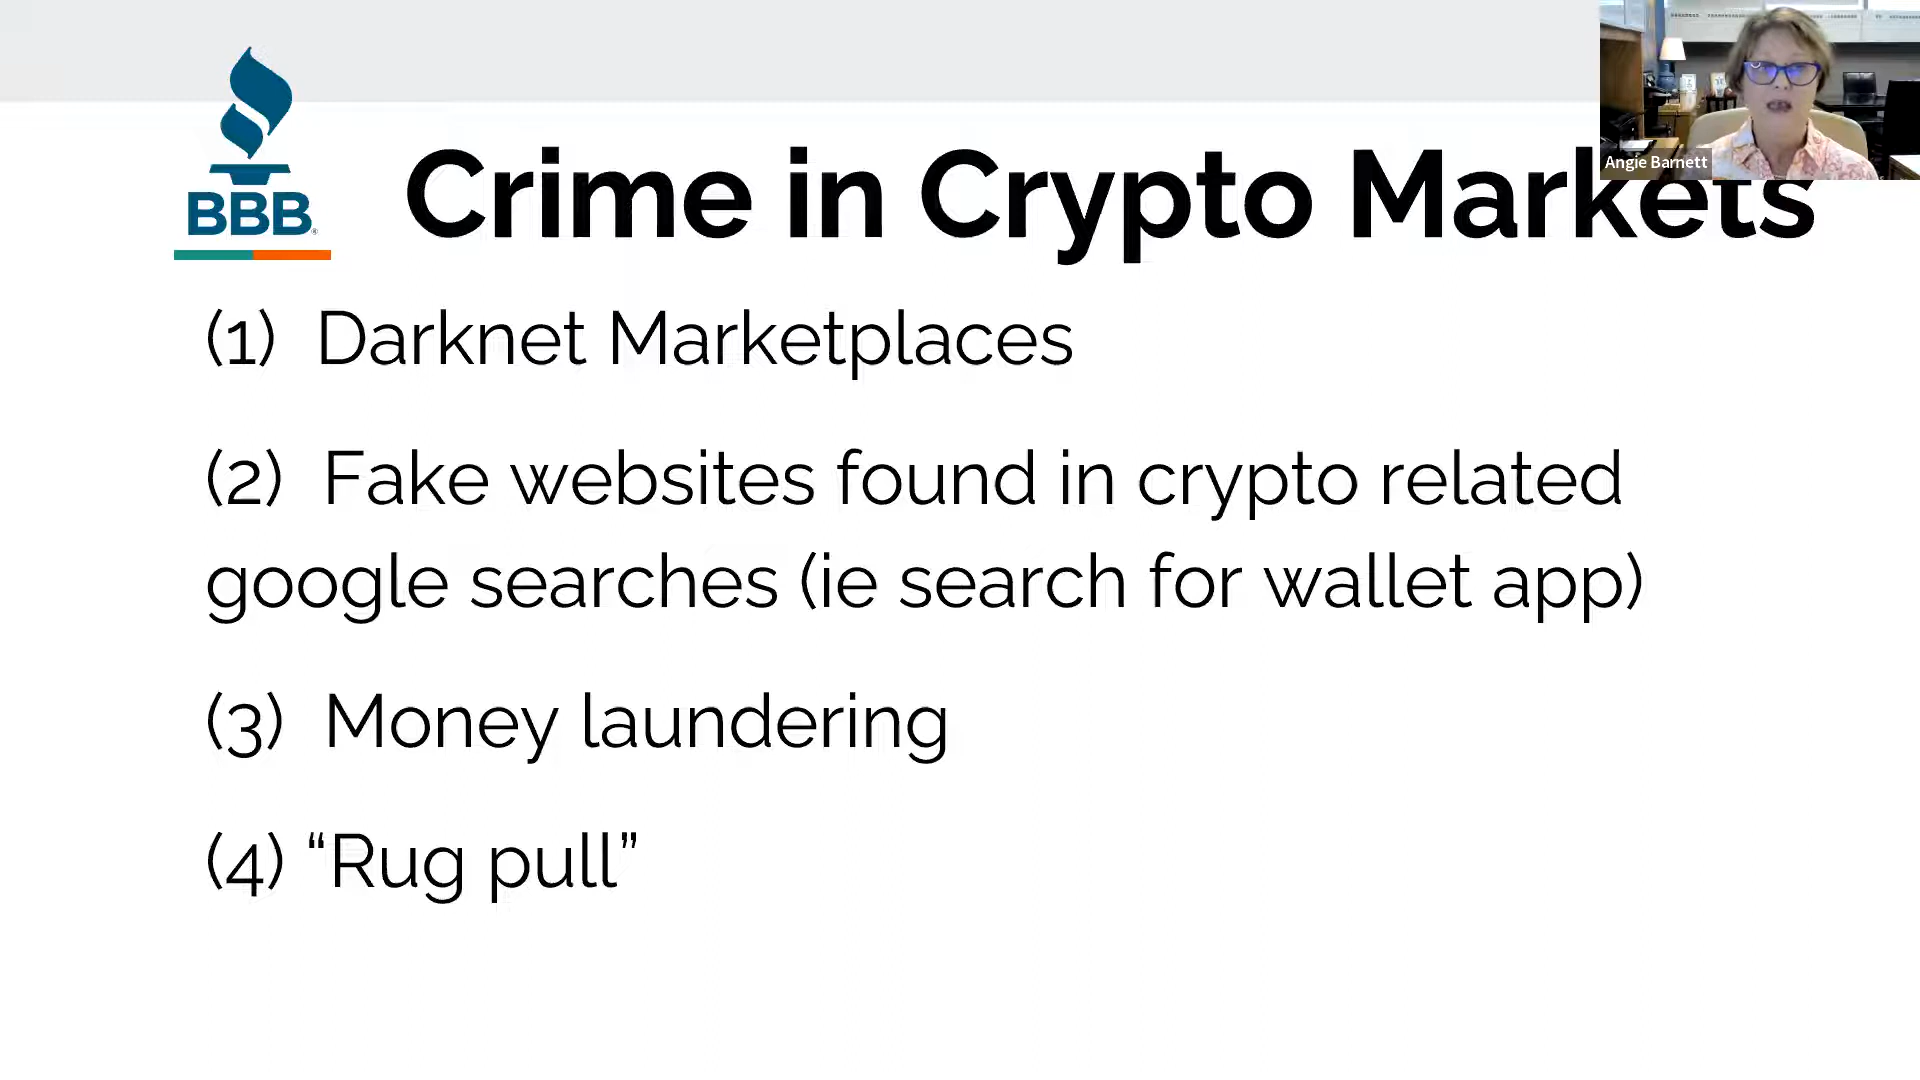 BBB®
Crime in Crypto Markets
Angie Barnett
(1) Darknet Marketplaces
(2) Fake websites found in crypto related
google searches (ie search for wallet app)
(3) Money laundering
(4) “Rug pull”